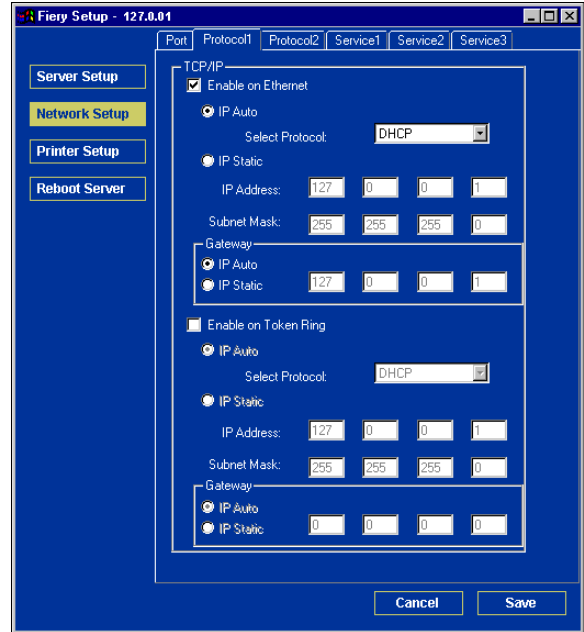 Fiery Setup - 127.0.01
Port Protocol1 Protocol2 Service1 Service2 Service3
Server Setup
Network Setup
Printer Setup
Reboot Server
TCP/IP
Enable on Ethernet
IP Auto
Select Protocol: DHCP
IP Static
IP Address: 127 0 0 1
Subnet Mask: 255 255 255 0
Gateway
IP Auto
IP Static 127 0 0 1
Enable on Token Ring
IP Auto
Select Protocol: DHCP
IP Static
IP Address: 127 0 0 1
Subnet Mask: 255 255 255 0
Gateway
IP Auto
IP Static 0 0 0 0
Cancel Save